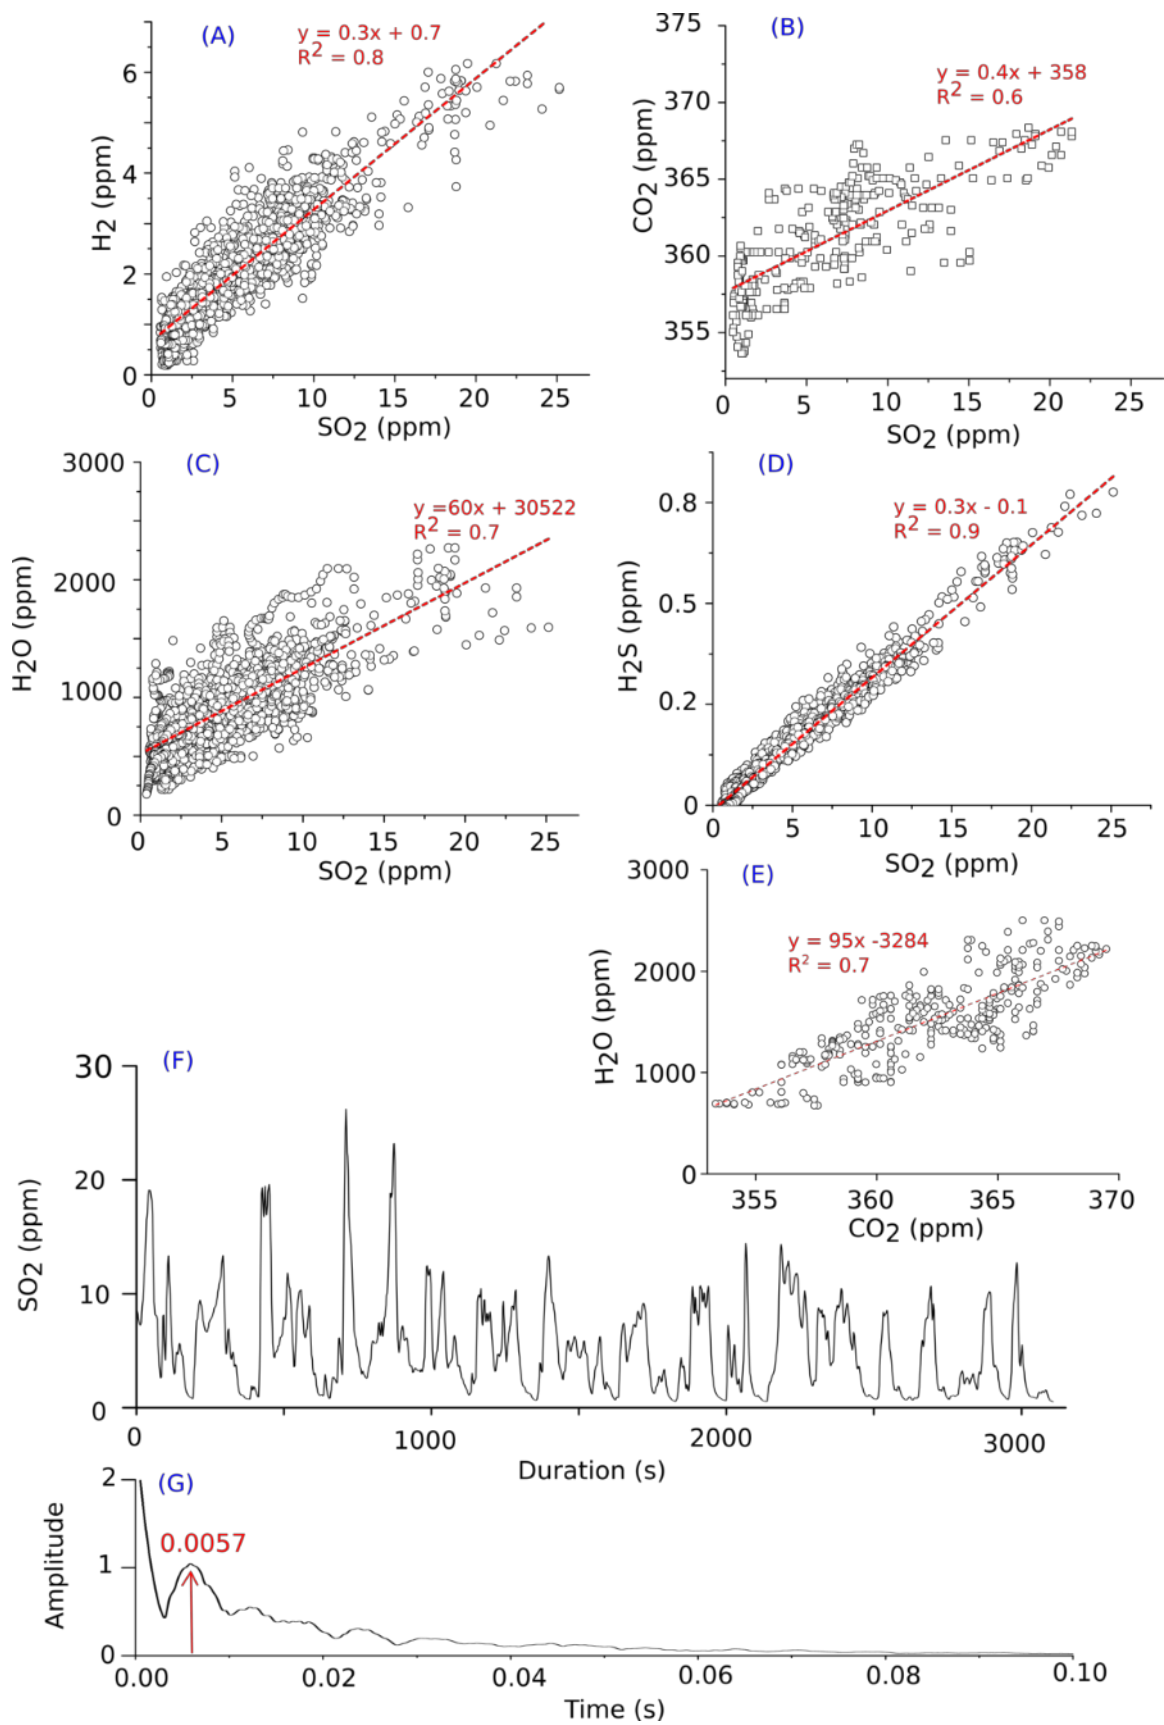 (A)
y = 0.3x + 0.7
R² = 0.8
H₂ (ppm)
6
4
2
0
0 5 10 15 20 25
SO₂ (ppm)
(B)
y = 0.4x + 358
R² = 0.6
CO₂ (ppm)
375
370
365
360
355
0 5 10 15 20 25
SO₂ (ppm)
(C)
y =60x + 30522
R² = 0.7
H₂O (ppm)
3000
2000
1000
0
0 5 10 15 20 25
SO₂ (ppm)
(D)
y = 0.3x - 0.1
R² = 0.9
H₂S (ppm)
0.8
0.5
0.2
0
0 5 10 15 20 25
SO₂ (ppm)
(E)
y = 95x -3284
R² = 0.7
H₂O (ppm)
3000
2000
1000
0
355 360 365 370
CO₂ (ppm)
(F)
SO₂ (ppm)
30
20
10
0
0 1000 2000 3000
Duration (s)
(G)
0.0057
Amplitude
2
1
0
0.00 0.02 0.04 0.06 0.08 0.10
Time (s)